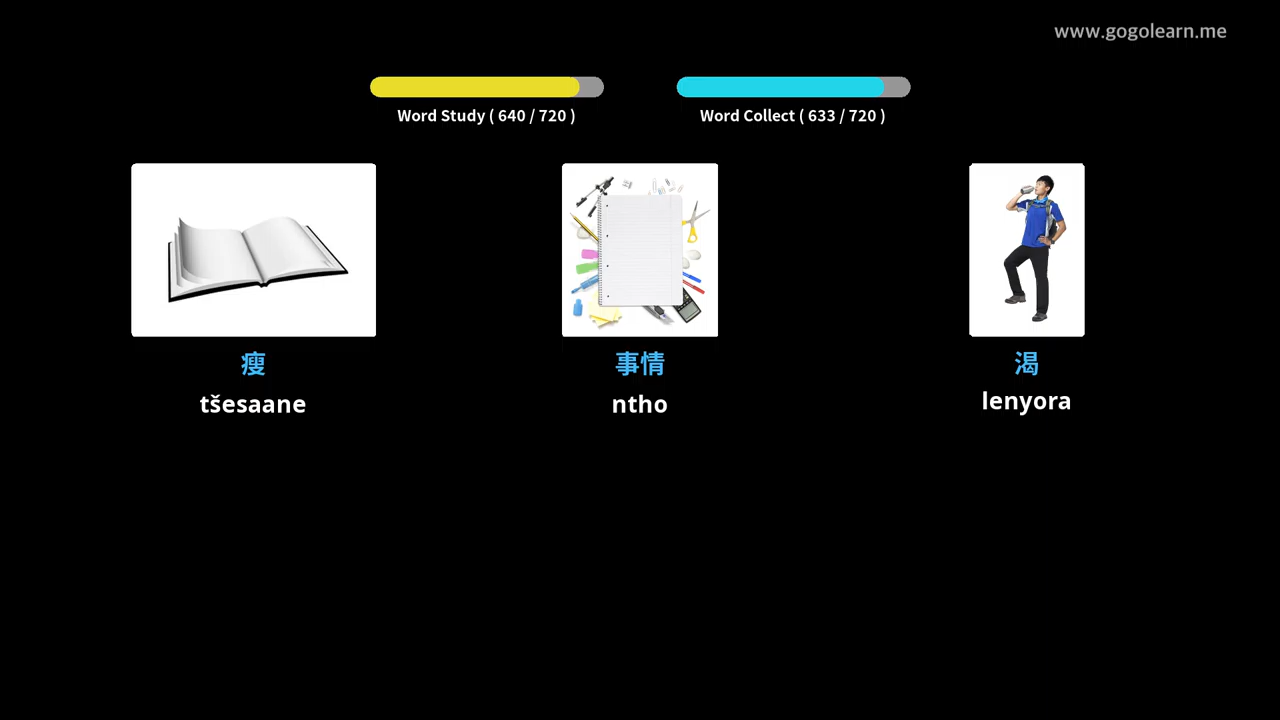 www.gogolearn.me
Word Study ( 640 / 720 )
Word Collect ( 633 / 720 )
瘦
事情
渴
tšesaane
ntho
lenyora